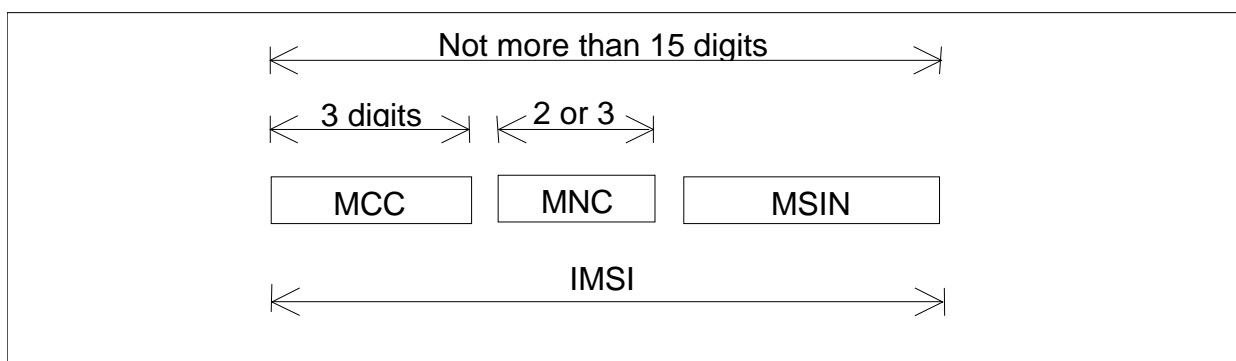 Not more than 15 digits
3 digits 2 or 3
MCC MNC MSIN
IMSI